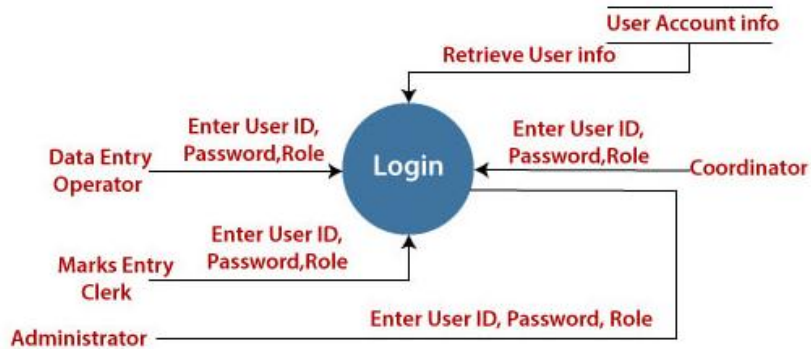 User Account info
Retrieve User info
Enter User ID,
Password,Role
Data Entry
Operator
Login
Enter User ID,
Password,Role
Coordinator
Enter User ID,
Password,Role
Marks Entry
Clerk
Administrator
Enter User ID, Password, Role